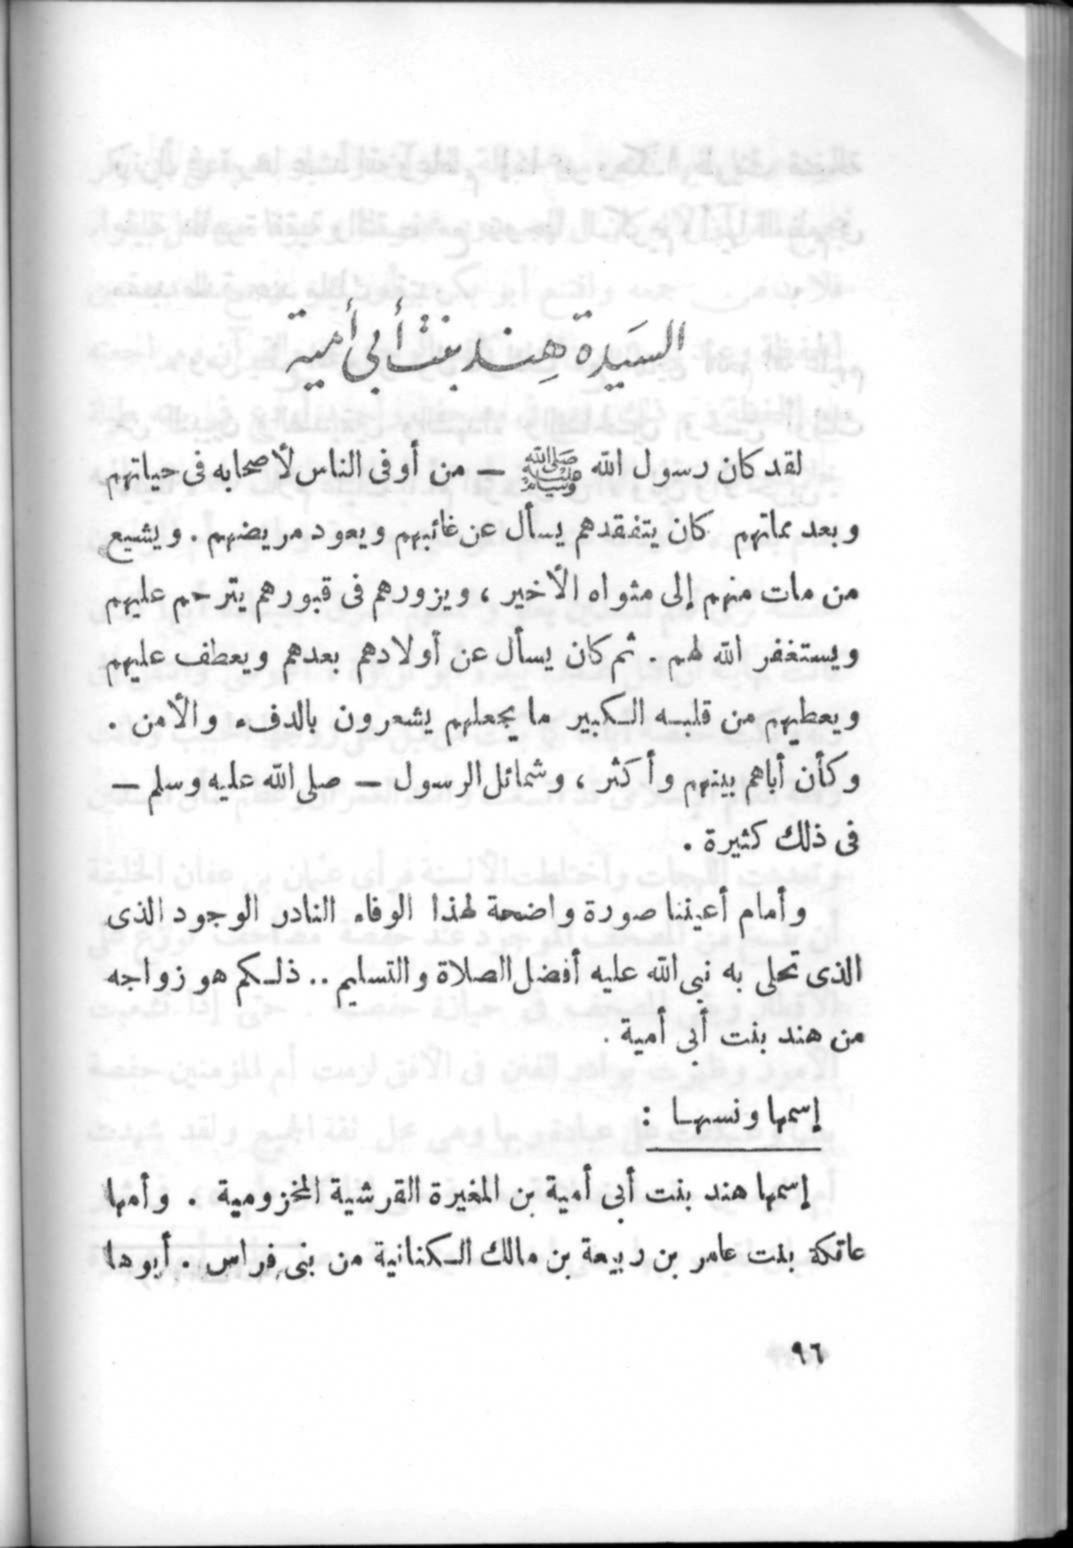 السيدة هند بنت أبي أمية
لقد كان رسول الله ﷺ – من أوفى الناس لأصحابه فى حياتهم
وبعد مماتهم كان يتفقدهم يسأل عن غائبهم ويعود مريضهم . ويشيع
من مات منهم إلى مثواه الأخير ، ويزورهم فى قبورهم يترحم عليهم
ويستغفر الله لهم . ثم كان يسأل عن أولادهم بعدهم ويعطف عليهم
ويعطيهم من قلبه الكبير ما يجعلهم يشعرون بالدفء والأمن .
وكأن أباهم بينهم وأكثر ، وشمائل الرسول – صلى الله عليه وسلم –
فى ذلك كثيرة .
وأمام أعيننا صورة واضحة لهذا الوفاء النادر الوجود الذى
الذى تحلى به نبى الله عليه أفضل الصلاة والتسليم .. ذلكم هو زواجه
من هند بنت أبى أمية .
إسمها ونسبها :
إسمها هند بنت أبى أمية بن المغيرة القرشية المخزومية . وأمها
عاتكة بنت عامر بن ربيعة بن مالك الكنانية من بنى فراس . أبوها
٩٦